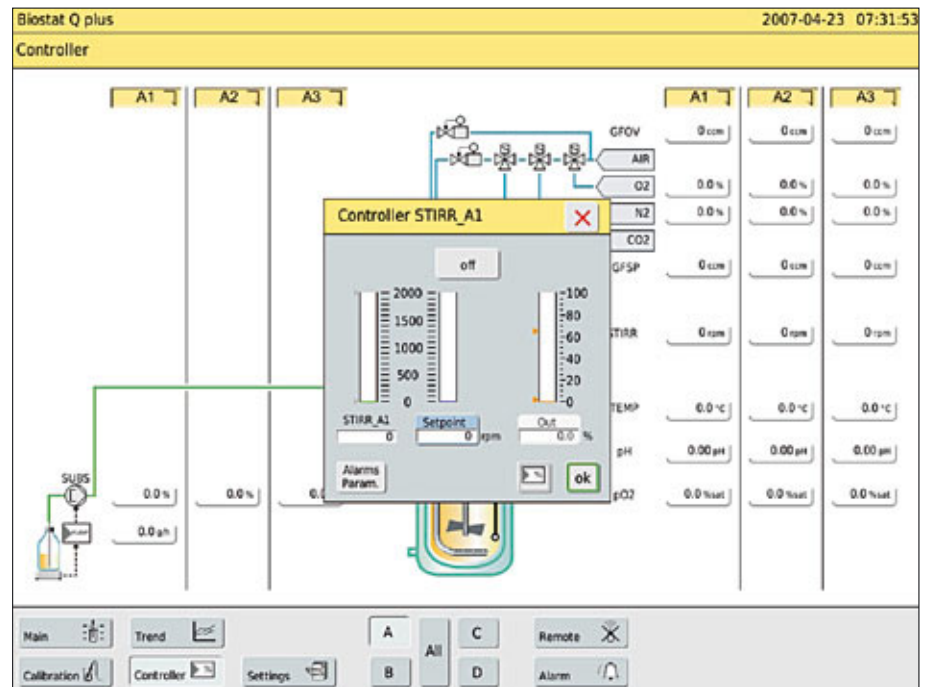 Biostat Q plus 2007-04-23 07:31:53
Controller
A1 A2 A3 A1 A2 A3
GFOV 0 ccm 0 ccm 0 ccm
S S S
AIR
O2 0.0 % 0.0 % 0.0 %
N2 0.0 % 0.0 % 0.0 %
CO2
GFSP 0 ccm 0 ccm 0 ccm
STIRR 0 rpm 0 rpm 0 rpm
TEMP 0.0 °C 0.0 °C 0.0 °C
pH 0.00 pH 0.00 pH 0.00 pH
pO2 0.0 %sat 0.0 %sat 0.0 %sat
Controller STIRR_A1
off
2000 100
1500 80
1000 60
500 40
0 20
0
STIRR_A1 Setpoint Out
0 0 rpm 0.0 %
Alarms
Param.
ok
SUBS
0.0 % 0.0 %
0.0 gh
Main Trend A All C Remote
Calibration Controller Settings B D Alarm